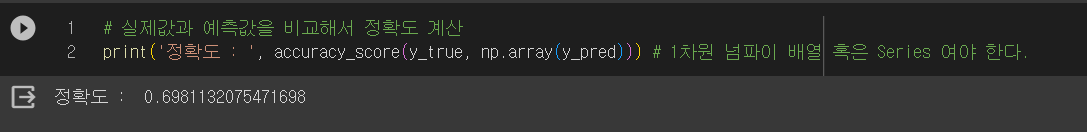 1 # 실제값과 예측값을 비교해서 정확도 계산
2 print('정확도 : ', accuracy_score(y_true, np.array(y_pred))) # 1차원 넘파이 배열 혹은 Series 여야 한다.
정확도 :  0.6981132075471698